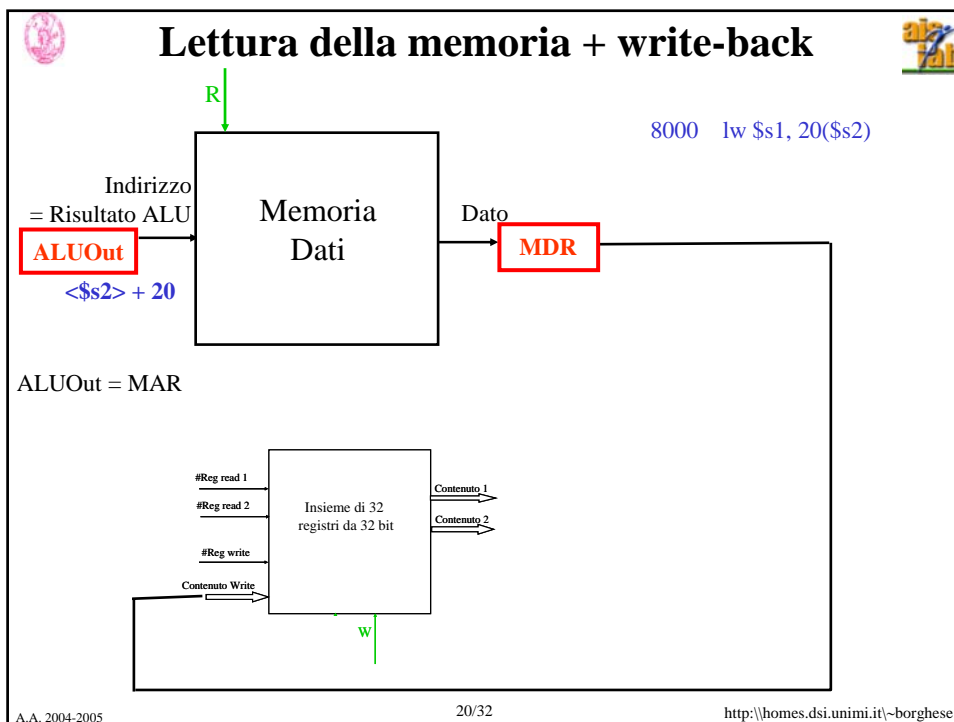 Lettura della memoria + write-back
R
8000 lw $s1, 20($s2)
Indirizzo
= Risultato ALU
Memoria
Dati
Dato
ALUOut
MDR
<$s2> + 20
ALUOut = MAR
#Reg read 1
#Reg read 2
#Reg write
Contenuto Write
Insieme di 32
registri da 32 bit
Contenuto 1
Contenuto 2
W
A.A. 2004-2005
20/32
http:\\homes.dsi.unimi.it\~borghese